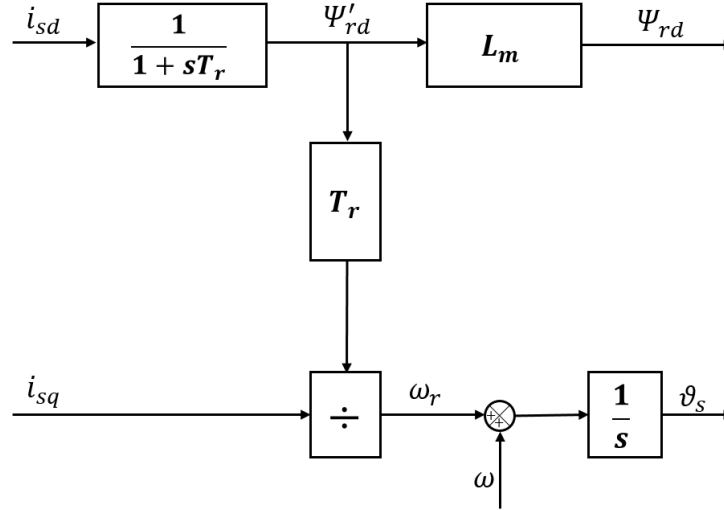 i_sd
1
1 + sT_r
Ψ′_rd
L_m
Ψ_rd
T_r
i_sq
÷
ω_r
+
+
1
s
ϑ_s
ω